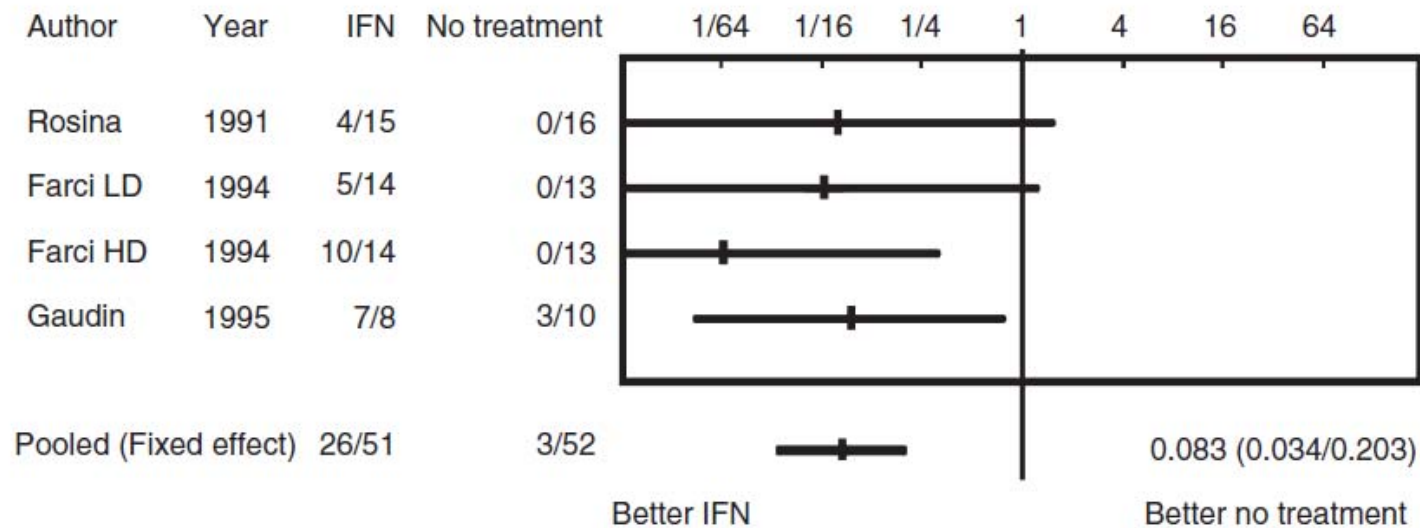 Author Year IFN No treatment 1/64 1/16 1/4 1 4 16 64
Rosina 1991 4/15 0/16
Farci LD 1994 5/14 0/13
Farci HD 1994 10/14 0/13
Gaudin 1995 7/8 3/10
Pooled (Fixed effect) 26/51 3/52 0.083 (0.034/0.203)
Better IFN Better no treatment